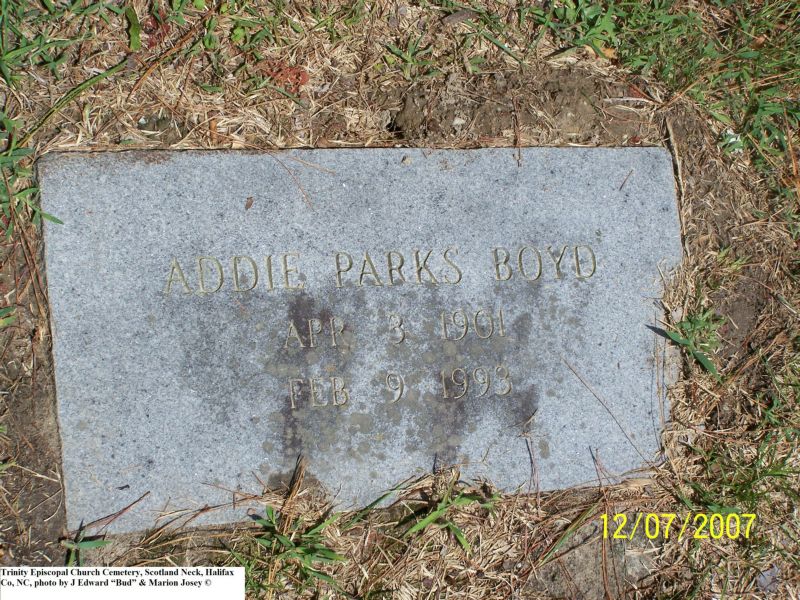 ADDIE PARKS BOYD
APR 3 1901
FEB 9 1993
12/07/2007
Trinity Episcopal Church Cemetery, Scotland Neck, Halifax
Co, NC, photo by J Edward “Bud” & Marion Josey ©